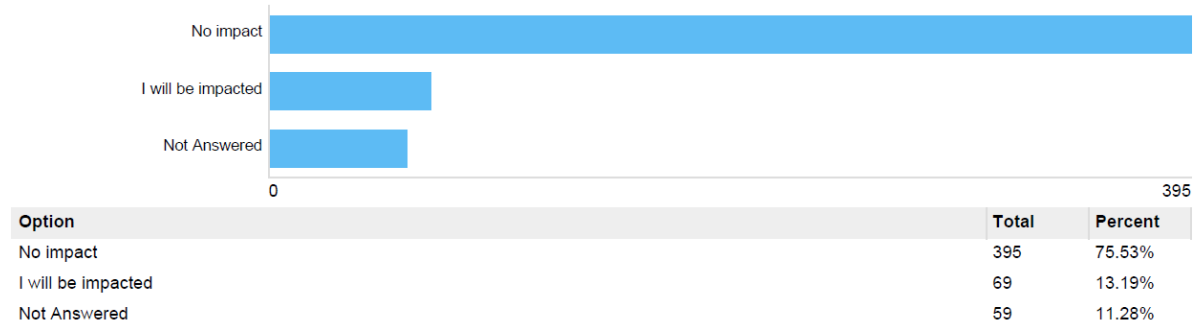 No impact
I will be impacted
Not Answered
0 395
Option Total Percent
No impact 395 75.53%
I will be impacted 69 13.19%
Not Answered 59 11.28%